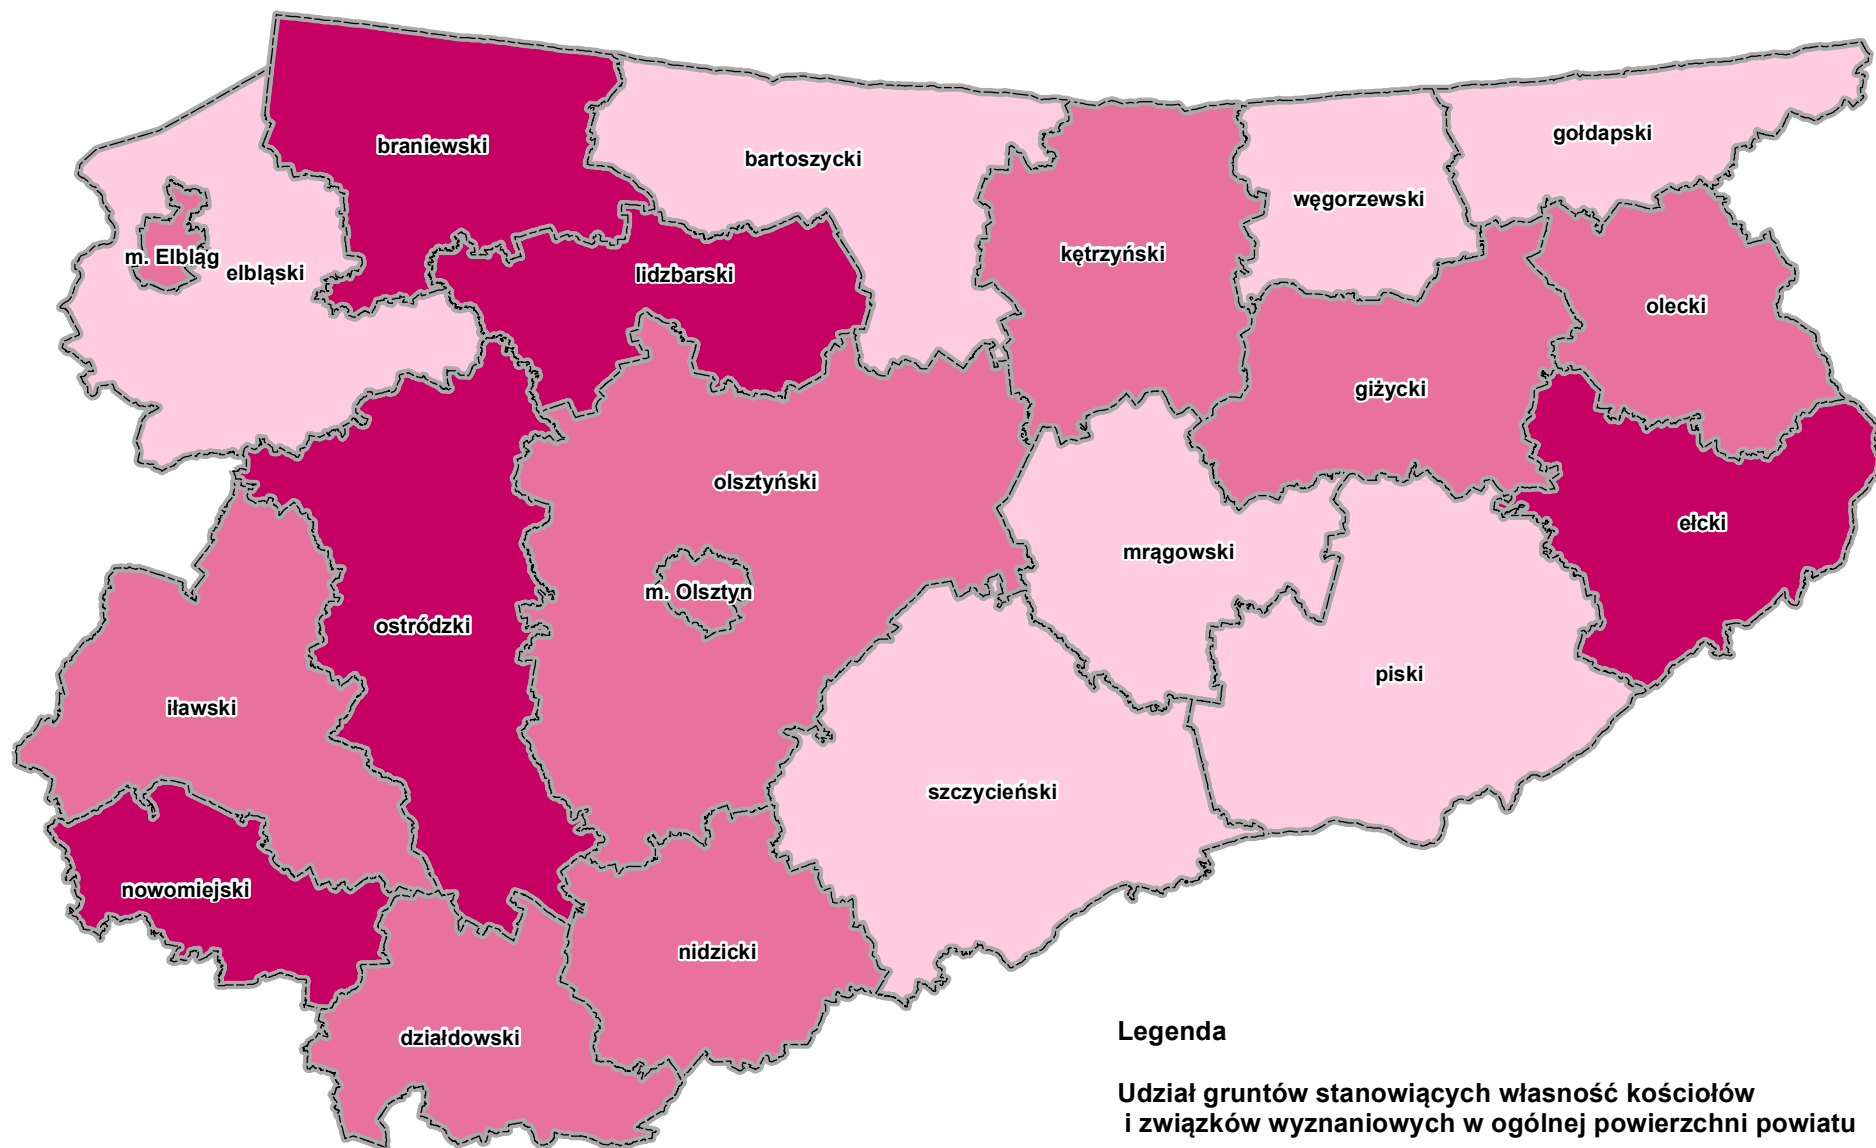 braniewski
bartoszycki
gołdapski
węgorzewski
m. Elbląg
elbląski
lidzbarski
kętrzyński
olecki
giżycki
olsztyński
ełcki
mrągowski
m. Olsztyn
ostródzki
piski
iławski
szczycieński
nowomiejski
nidzicki
działdowski
Legenda
Udział gruntów stanowiących własność kościołów
i związków wyznaniowych w ogólnej powierzchni powiatu